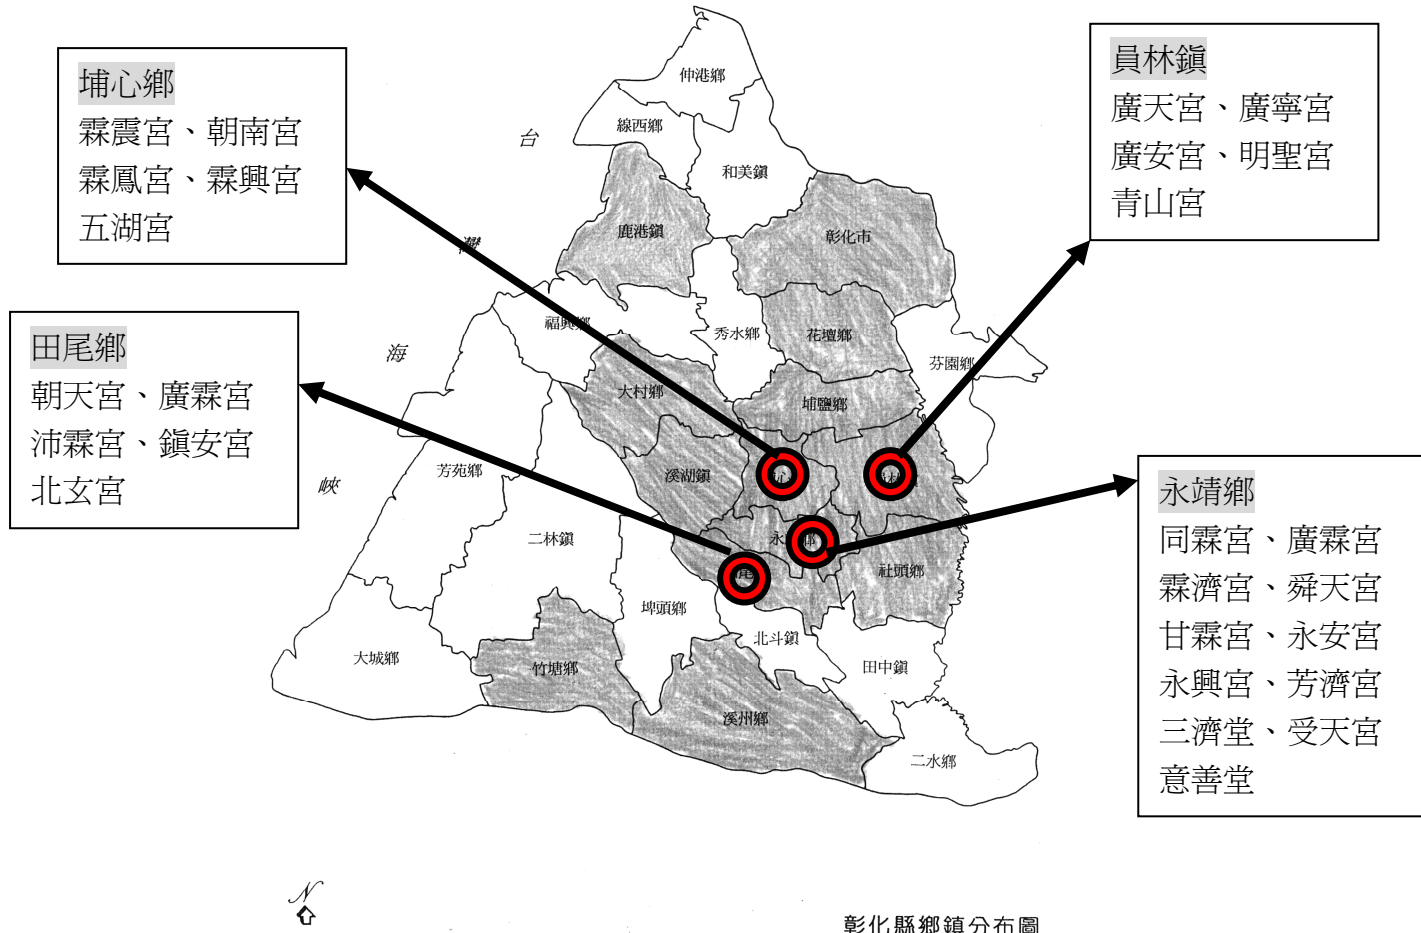 埔心鄉
霖震宮、朝南宮
霖鳳宮、霖興宮
五湖宮
員林鎮
廣天宮、廣寧宮
廣安宮、明聖宮
青山宮
田尾鄉
朝天宮、廣霖宮
沛霖宮、鎮安宮
北玄宮
永靖鄉
同霖宮、廣霖宮
霖濟宮、舜天宮
甘霖宮、永安宮
永興宮、芳濟宮
三濟堂、受天宮
意善堂
伸港鄉
線西鄉
和美鎮
台
鹿港鎮
彰化市
灣
福興鄉
秀水鄉
花壇鄉
芬園鄉
海
大村鄉
埔鹽鄉
芳苑鄉
溪湖鎮
峽
二林鎮
永 鄉
社頭鄉
埤頭鄉
北斗鎮
大城鄉
竹塘鄉
田中鎮
溪州鄉
二水鄉
N
彰化縣鄉鎮分布圖